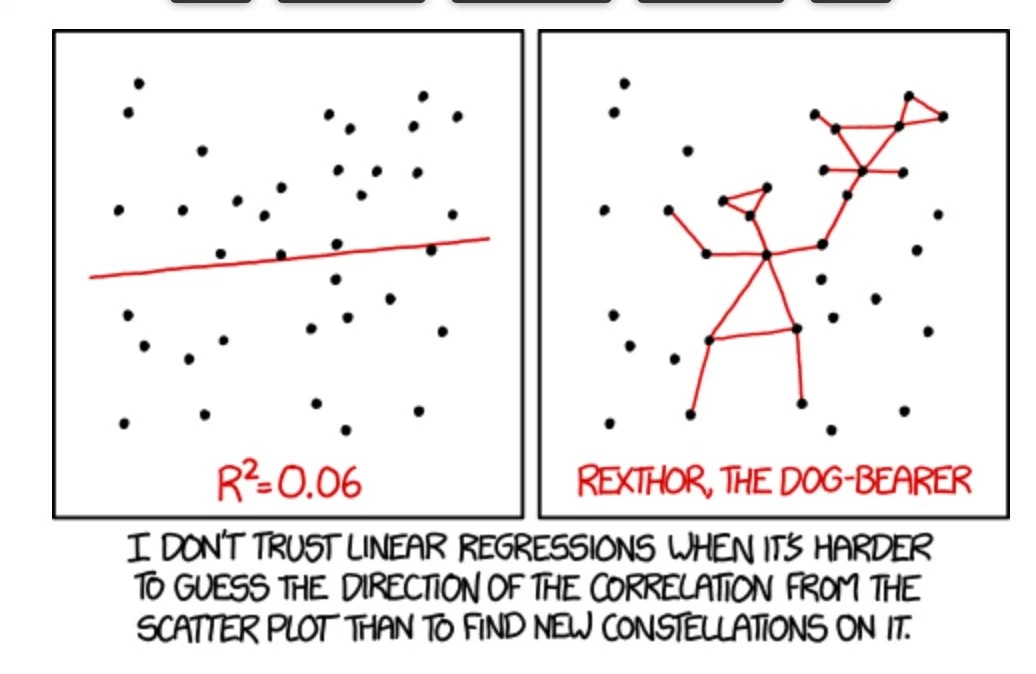 R²=0.06
REXTHOR, THE DOG-BEARER
I DON'T TRUST LINEAR REGRESSIONS WHEN IT'S HARDER
TO GUESS THE DIRECTION OF THE CORRELATION FROM THE
SCATTER PLOT THAN TO FIND NEW CONSTELLATIONS ON IT.